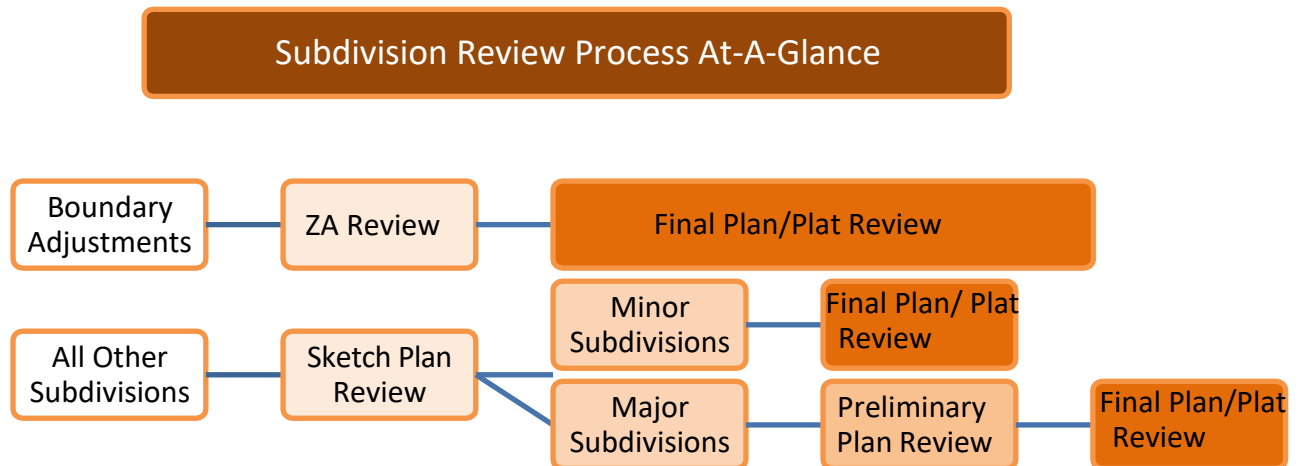 Subdivision Review Process At-A-Glance
Boundary
Adjustments
ZA Review
Final Plan/Plat Review
All Other
Subdivisions
Sketch Plan
Review
Minor
Subdivisions
Final Plan/ Plat
Review
Major
Subdivisions
Preliminary
Plan Review
Final Plan/Plat
Review